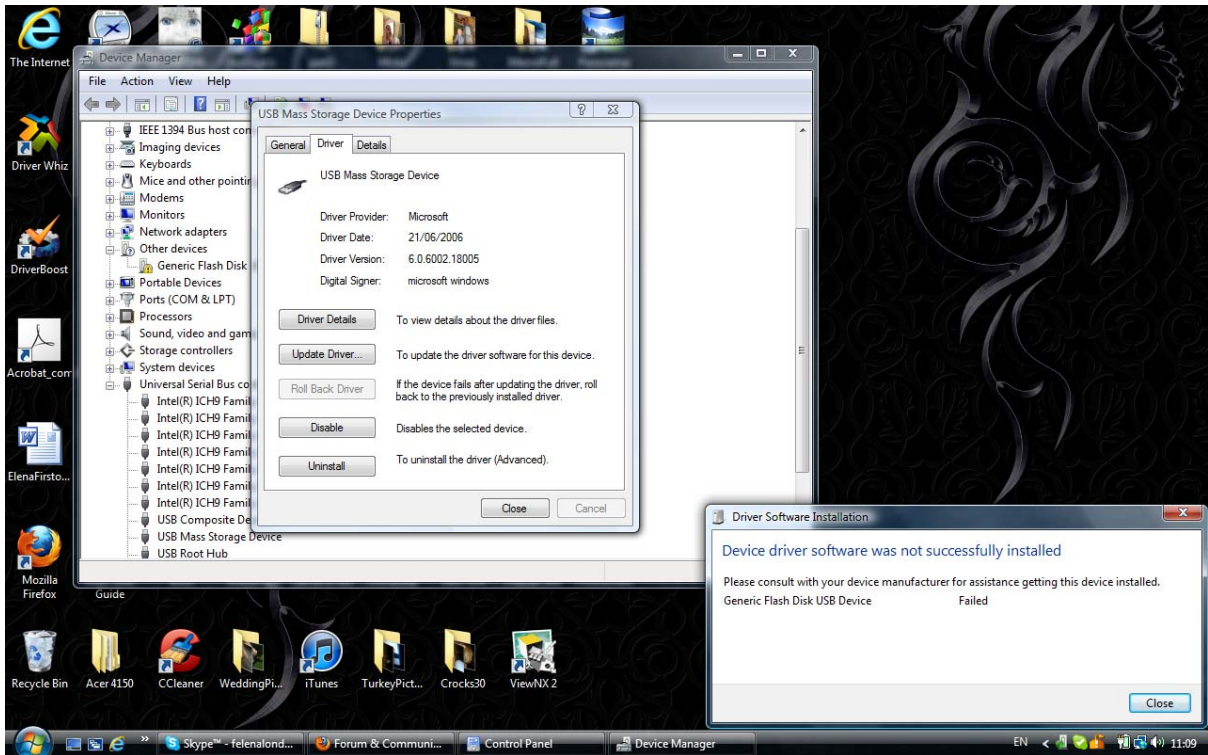 The Internet
Device Manager
File Action View Help
IEEE 1394 Bus host con
Imaging devices
Keyboards
Mice and other pointin
Modems
Monitors
Network adapters
Other devices
Generic Flash Disk
Portable Devices
Ports (COM & LPT)
Processors
Sound, video and gam
Storage controllers
System devices
Universal Serial Bus co
Intel(R) ICH9 Famil
Intel(R) ICH9 Famil
Intel(R) ICH9 Famil
Intel(R) ICH9 Famil
Intel(R) ICH9 Famil
Intel(R) ICH9 Famil
Intel(R) ICH9 Famil
USB Composite De
USB Mass Storage Device
USB Root Hub
USB Mass Storage Device Properties
General Driver Details
USB Mass Storage Device
Driver Provider: Microsoft
Driver Date: 21/06/2006
Driver Version: 6.0.6002.18005
Digital Signer: microsoft windows
Driver Details To view details about the driver files.
Update Driver... To update the driver software for this device.
Roll Back Driver If the device fails after updating the driver, roll
back to the previously installed driver.
Disable Disables the selected device.
Uninstall To uninstall the driver (Advanced).
Close Cancel
Driver Whiz
DriverBoost
Acrobat_com
ElenaFirsto...
Mozilla
Firefox
Guide
Driver Software Installation
Device driver software was not successfully installed
Please consult with your device manufacturer for assistance getting this device installed.
Generic Flash Disk USB Device Failed
Close
Recycle Bin Acer 4150 CCleaner WeddingPi... iTunes TurkeyPict... Crocks30 ViewNX 2
Skype™ - felenalond... Forum & Communi... Control Panel Device Manager EN 11:09